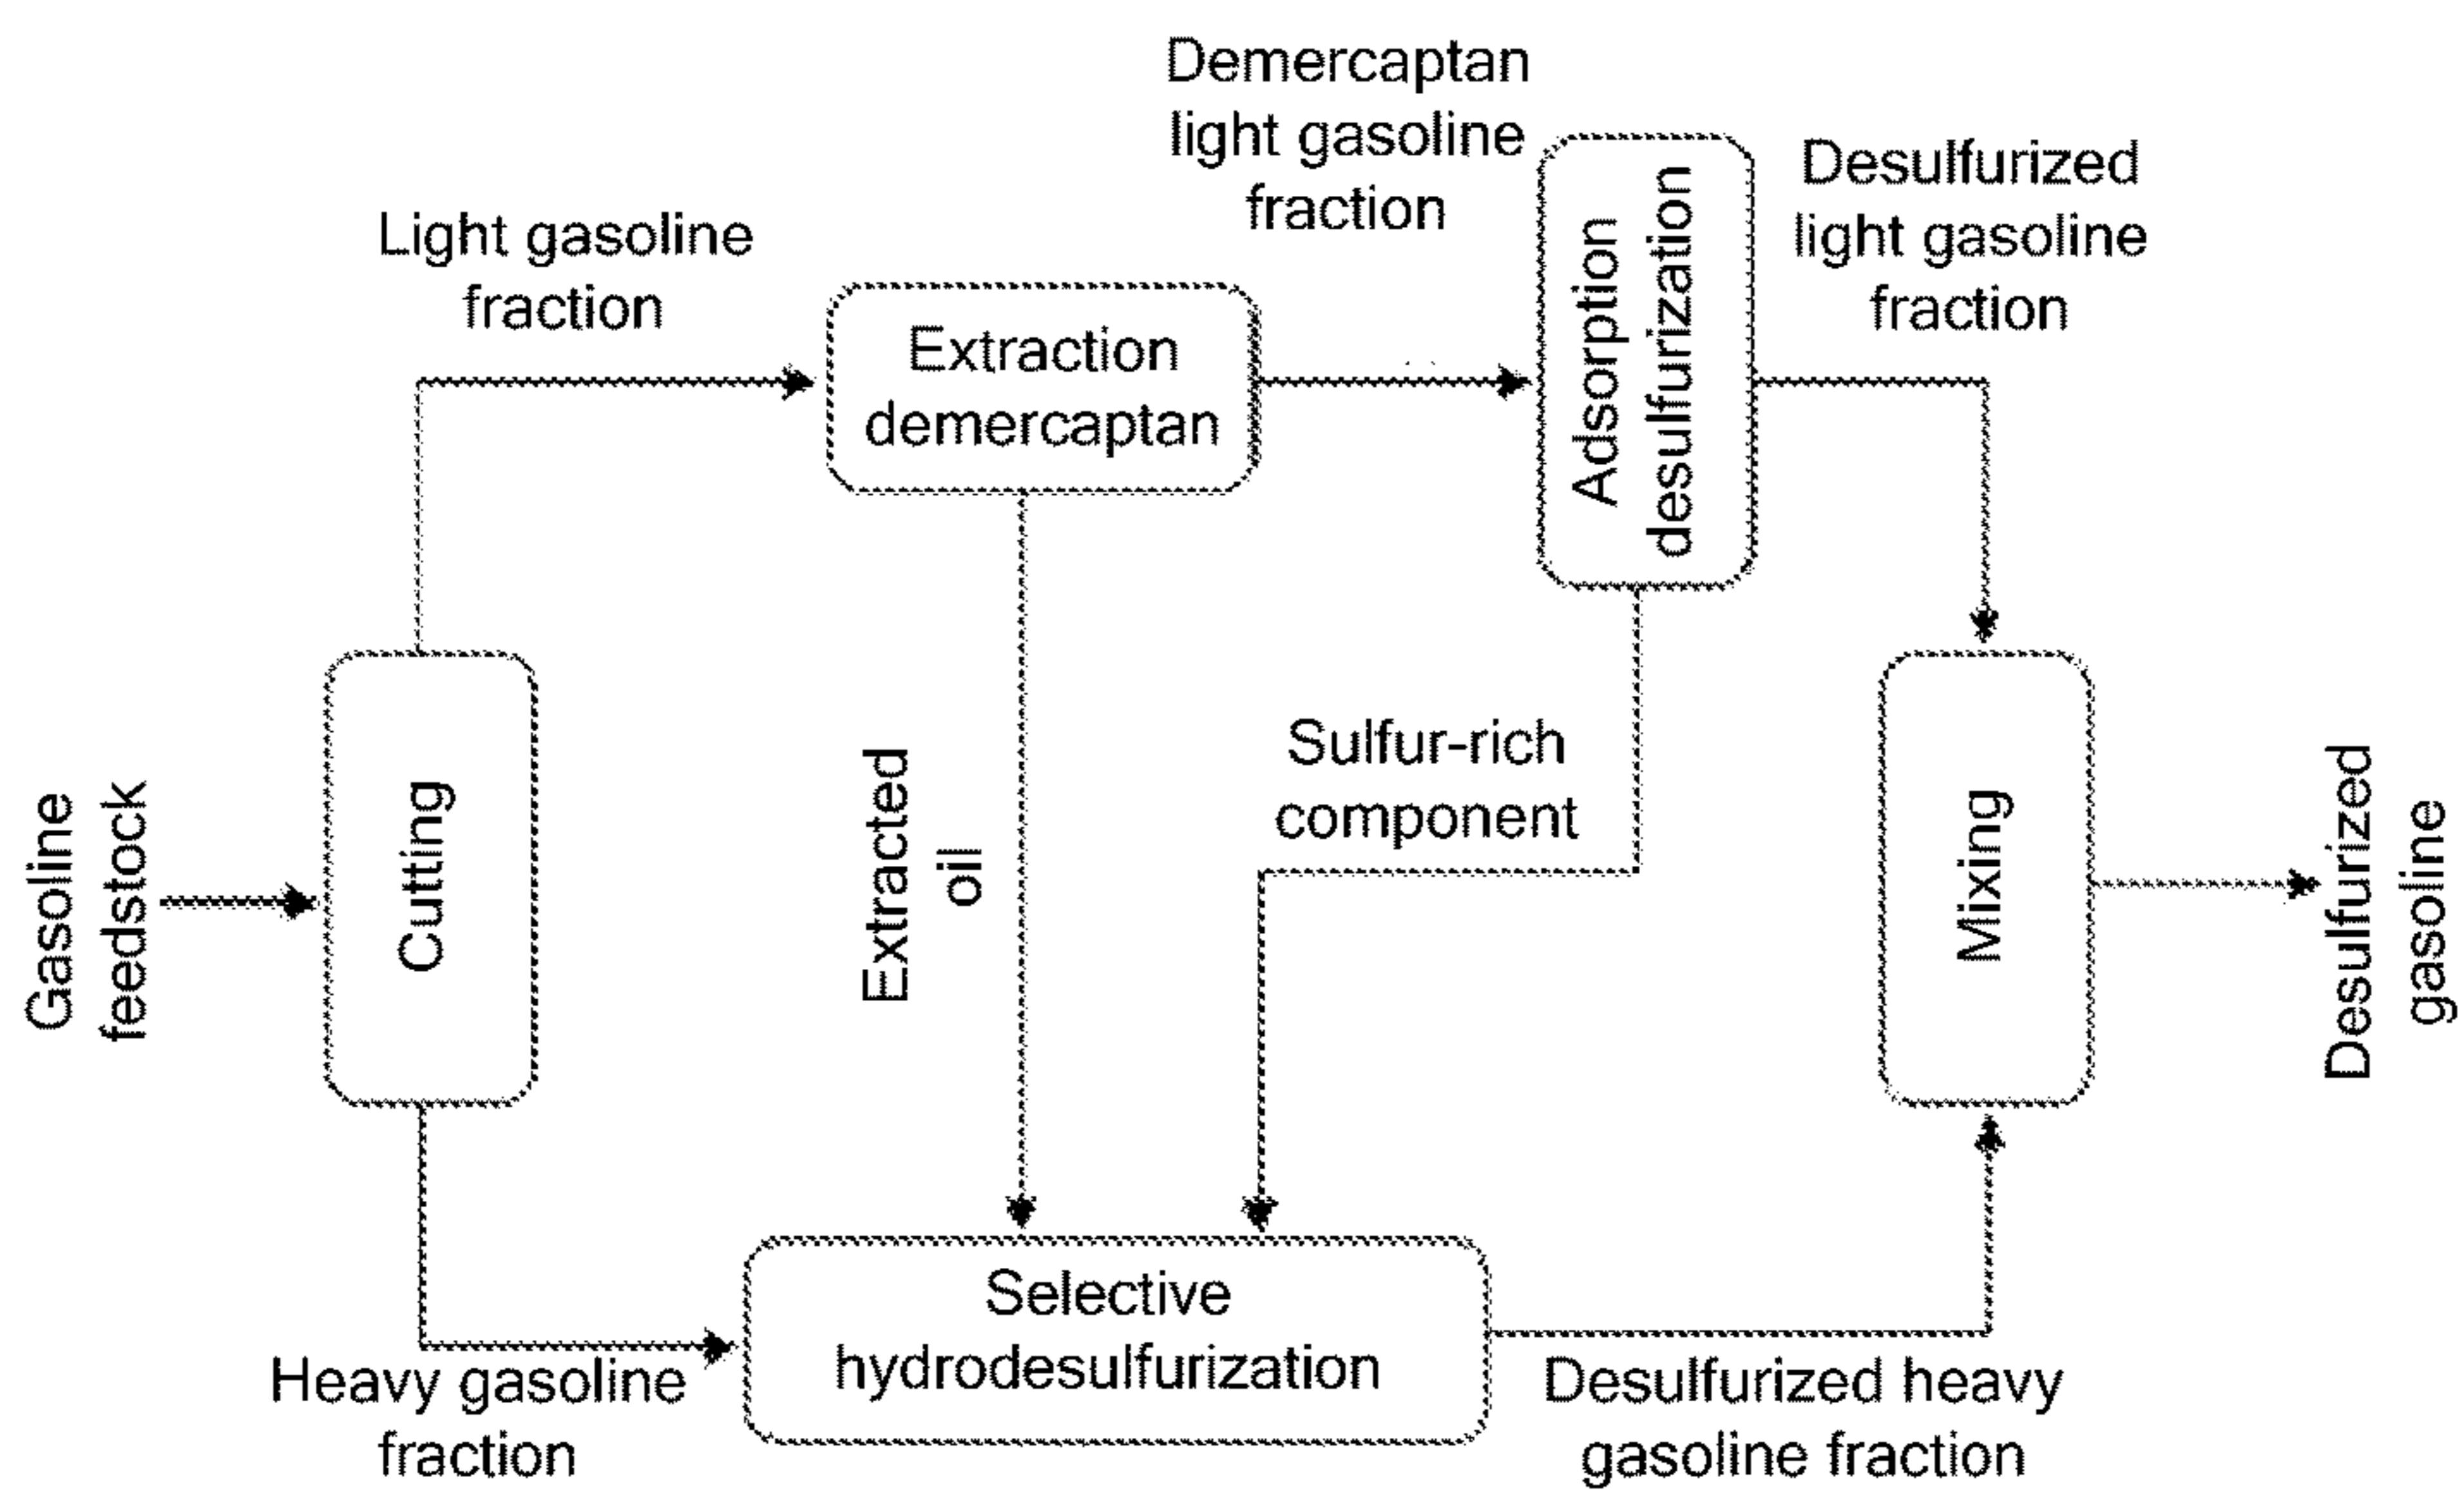 Demercaptan
light gasoline
fraction
Desulfurized
light gasoline
fraction
Light gasoline
fraction
Extraction
demercaptan
Adsorption
desulfurization
Gasoline
feedstock
Cutting
Extracted
oil
Sulfur-rich
component
Mixing
Desulfurized
gasoline
Selective
hydrodesulfurization
Heavy gasoline
fraction
Desulfurized heavy
gasoline fraction